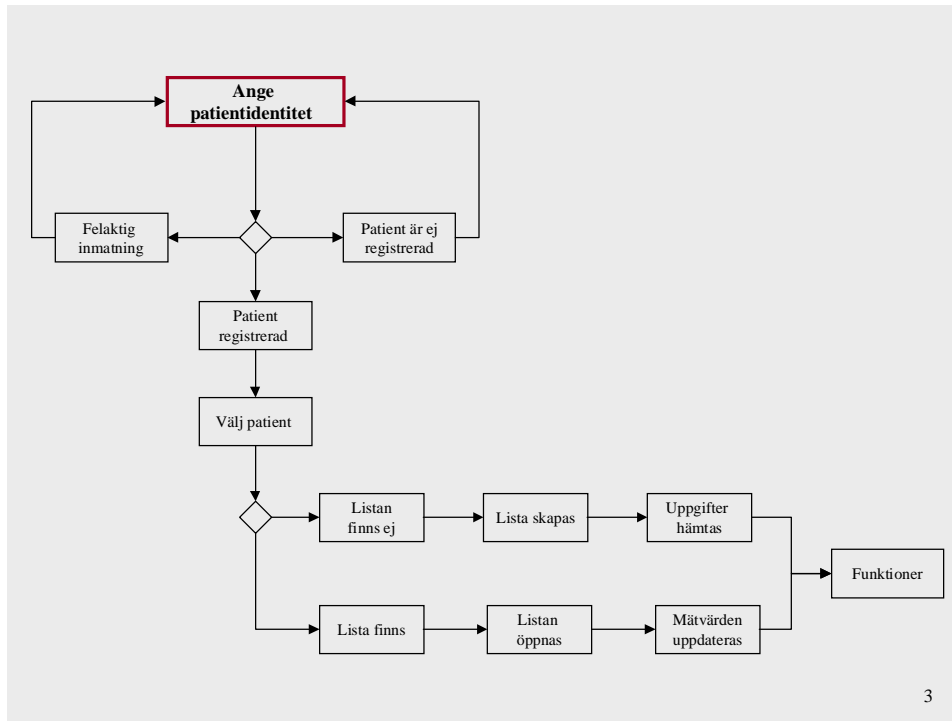 Ange
patientidentitet
Felaktig
inmatning
Patient är ej
registrerad
Patient
registrerad
Välj patient
Listan
finns ej
Lista skapas
Uppgifter
hämtas
Funktioner
Lista finns
Listan
öppnas
Mätvärden
uppdateras
3